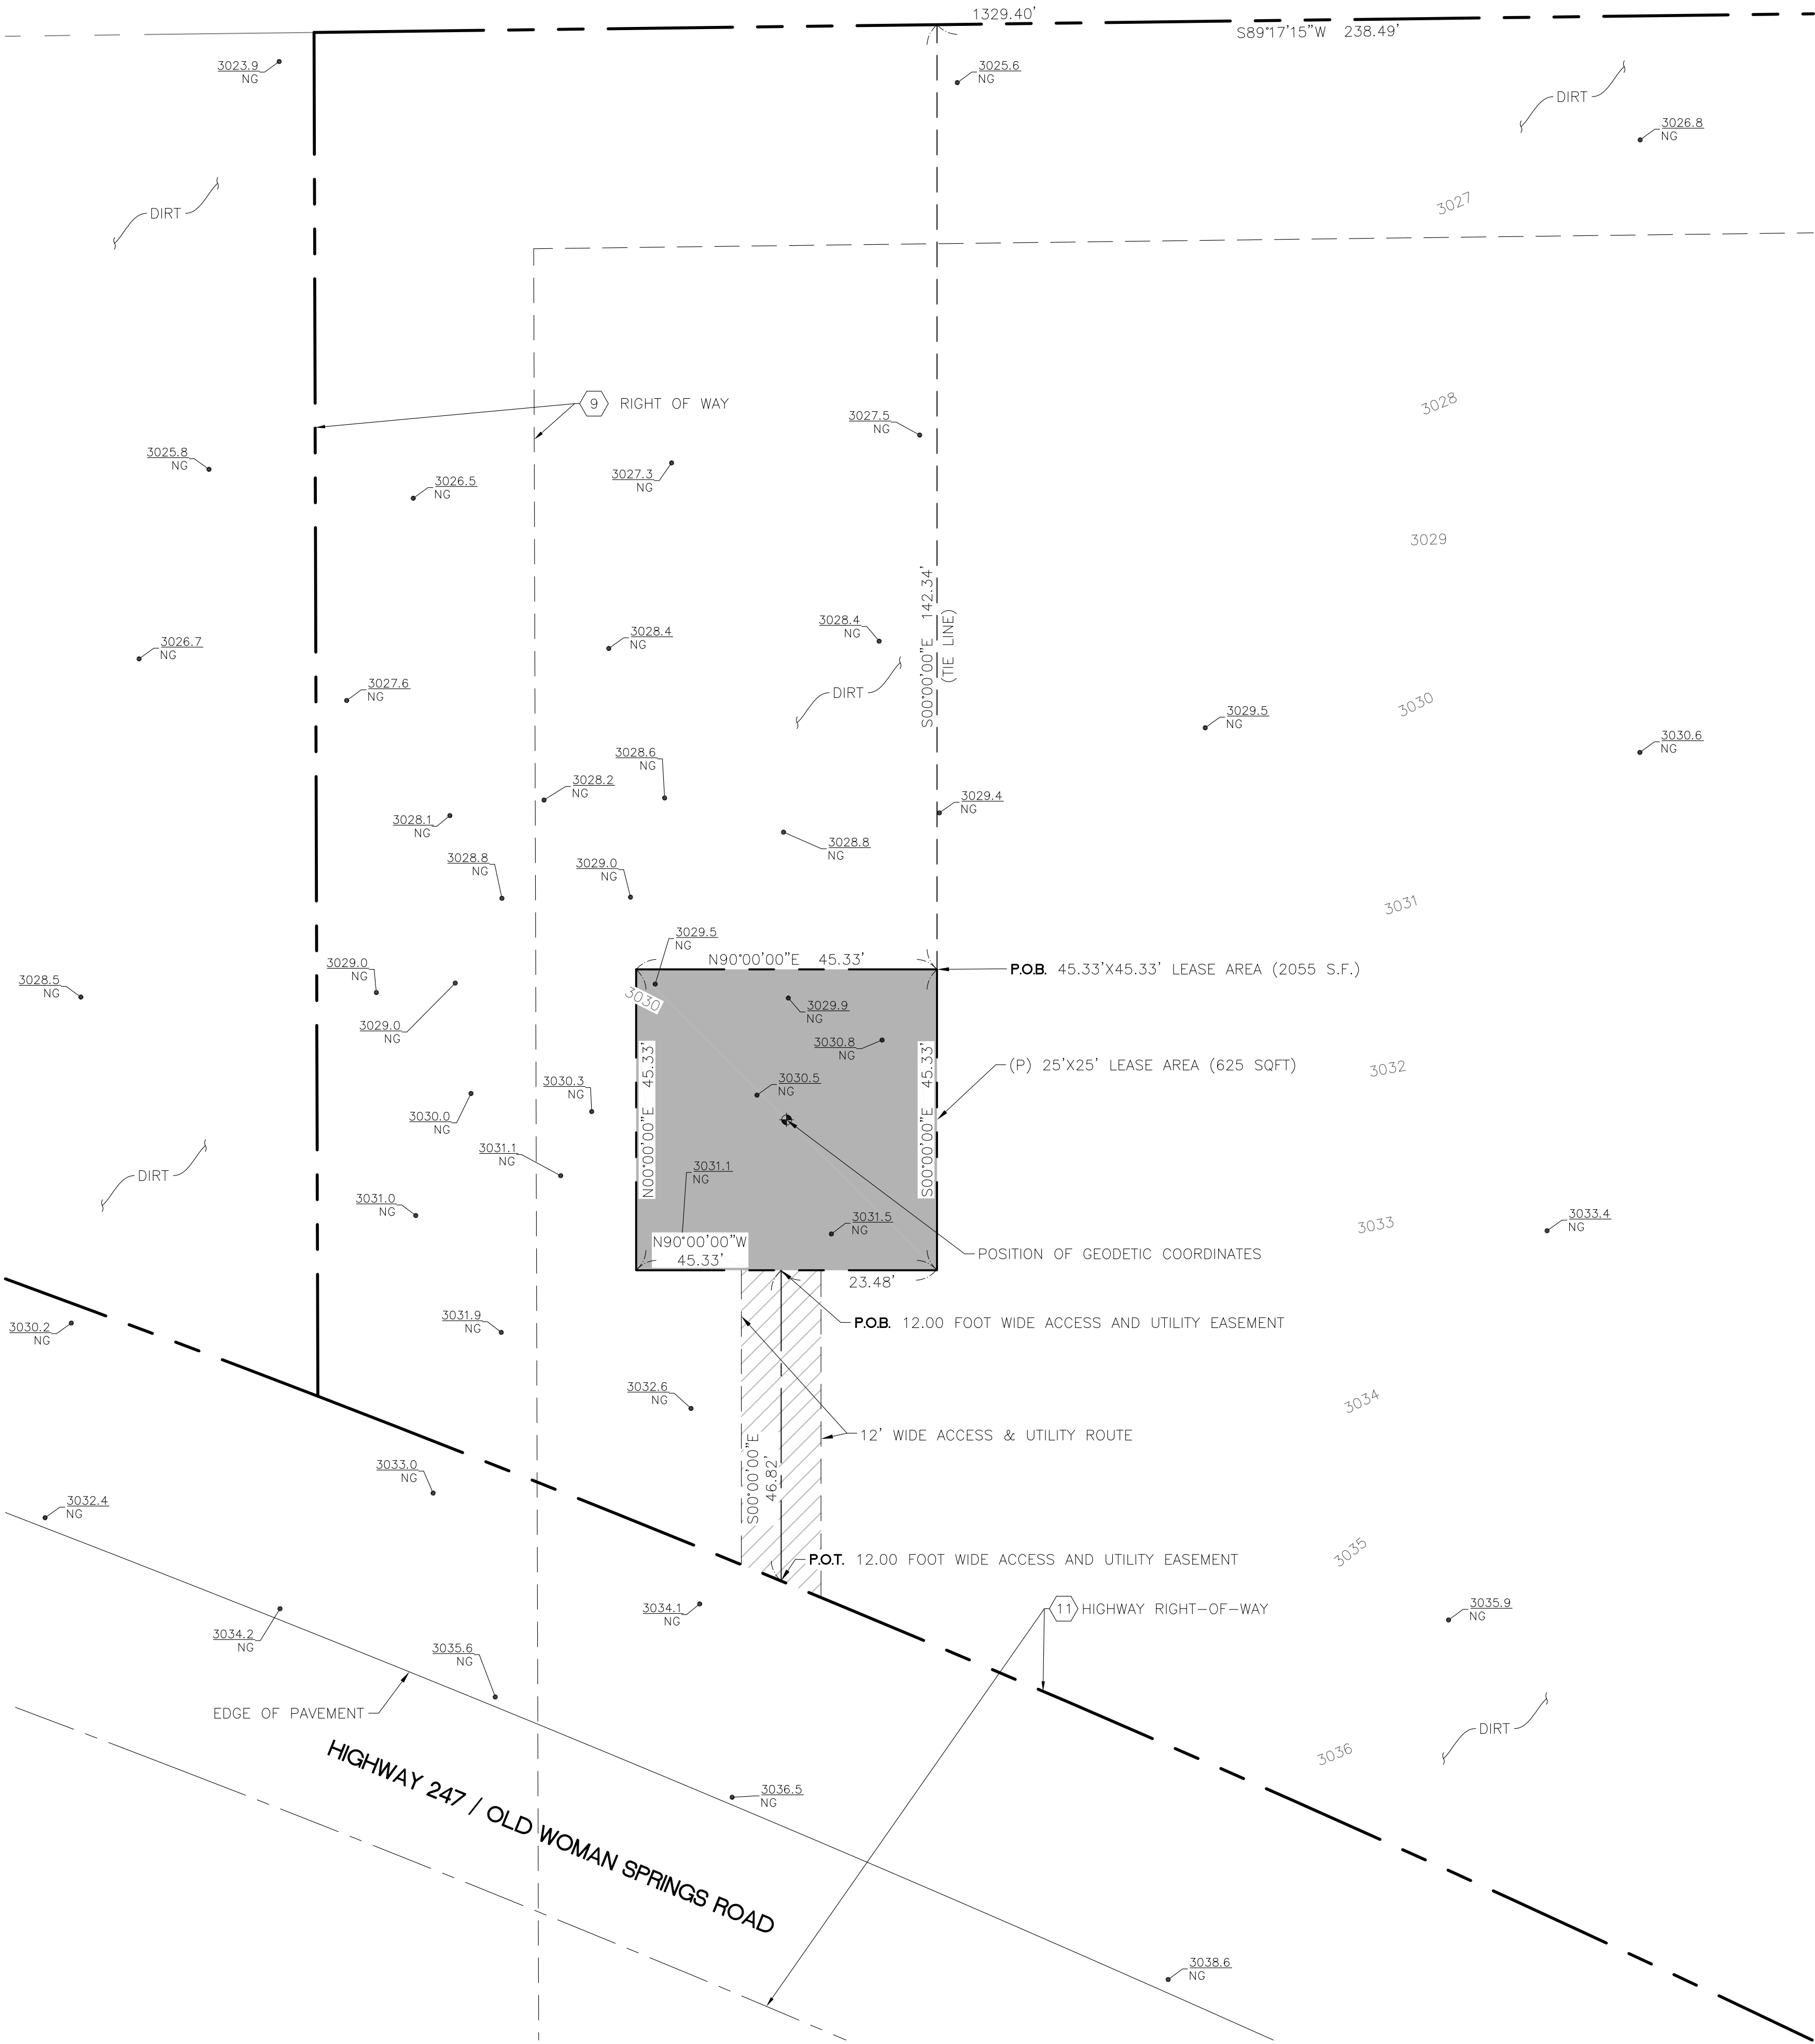 1329.40'
S89°17'15"W 238.49'
3023.9
NG
3025.6
NG
DIRT
3026.8
NG
DIRT
3027
9 RIGHT OF WAY
3028
3027.5
NG
3025.8
NG
3026.5
NG
3027.3
NG
3029
S00°00'00"E 142.34'
(TIE LINE)
3026.7
NG
3028.4
NG
3028.4
NG
3027.6
NG
DIRT
3030
3029.5
NG
3030.6
NG
3028.6
NG
3028.2
NG
3029.4
NG
3028.1
NG
3028.8
NG
3028.8
NG
3029.0
NG
3031
3029.5
NG
N90°00'00"E 45.33'
P.O.B. 45.33'X45.33' LEASE AREA (2055 S.F.)
3028.5
NG
3029.0
NG
3030
3029.9
NG
3029.0
NG
3030.8
NG
(P) 25'X25' LEASE AREA (625 SQFT)
3032
N00°00'00"E 45.33'
S00°00'00"E 45.33'
3030.3
NG
3030.5
NG
3030.0
NG
3031.1
NG
3031.1
NG
DIRT
3031.0
NG
3031.5
NG
3033
3033.4
NG
N90°00'00"W
45.33'
POSITION OF GEODETIC COORDINATES
23.48'
3030.2
NG
3031.9
NG
P.O.B. 12.00 FOOT WIDE ACCESS AND UTILITY EASEMENT
3032.6
NG
3034
12' WIDE ACCESS & UTILITY ROUTE
S00°00'00"E
46.82'
3033.0
NG
3032.4
NG
3035
P.O.T. 12.00 FOOT WIDE ACCESS AND UTILITY EASEMENT
3034.1
NG
11 HIGHWAY RIGHT-OF-WAY
3035.9
NG
3034.2
NG
3035.6
NG
EDGE OF PAVEMENT
DIRT
3036
HIGHWAY 247 / OLD WOMAN SPRINGS ROAD
3036.5
NG
3038.6
NG